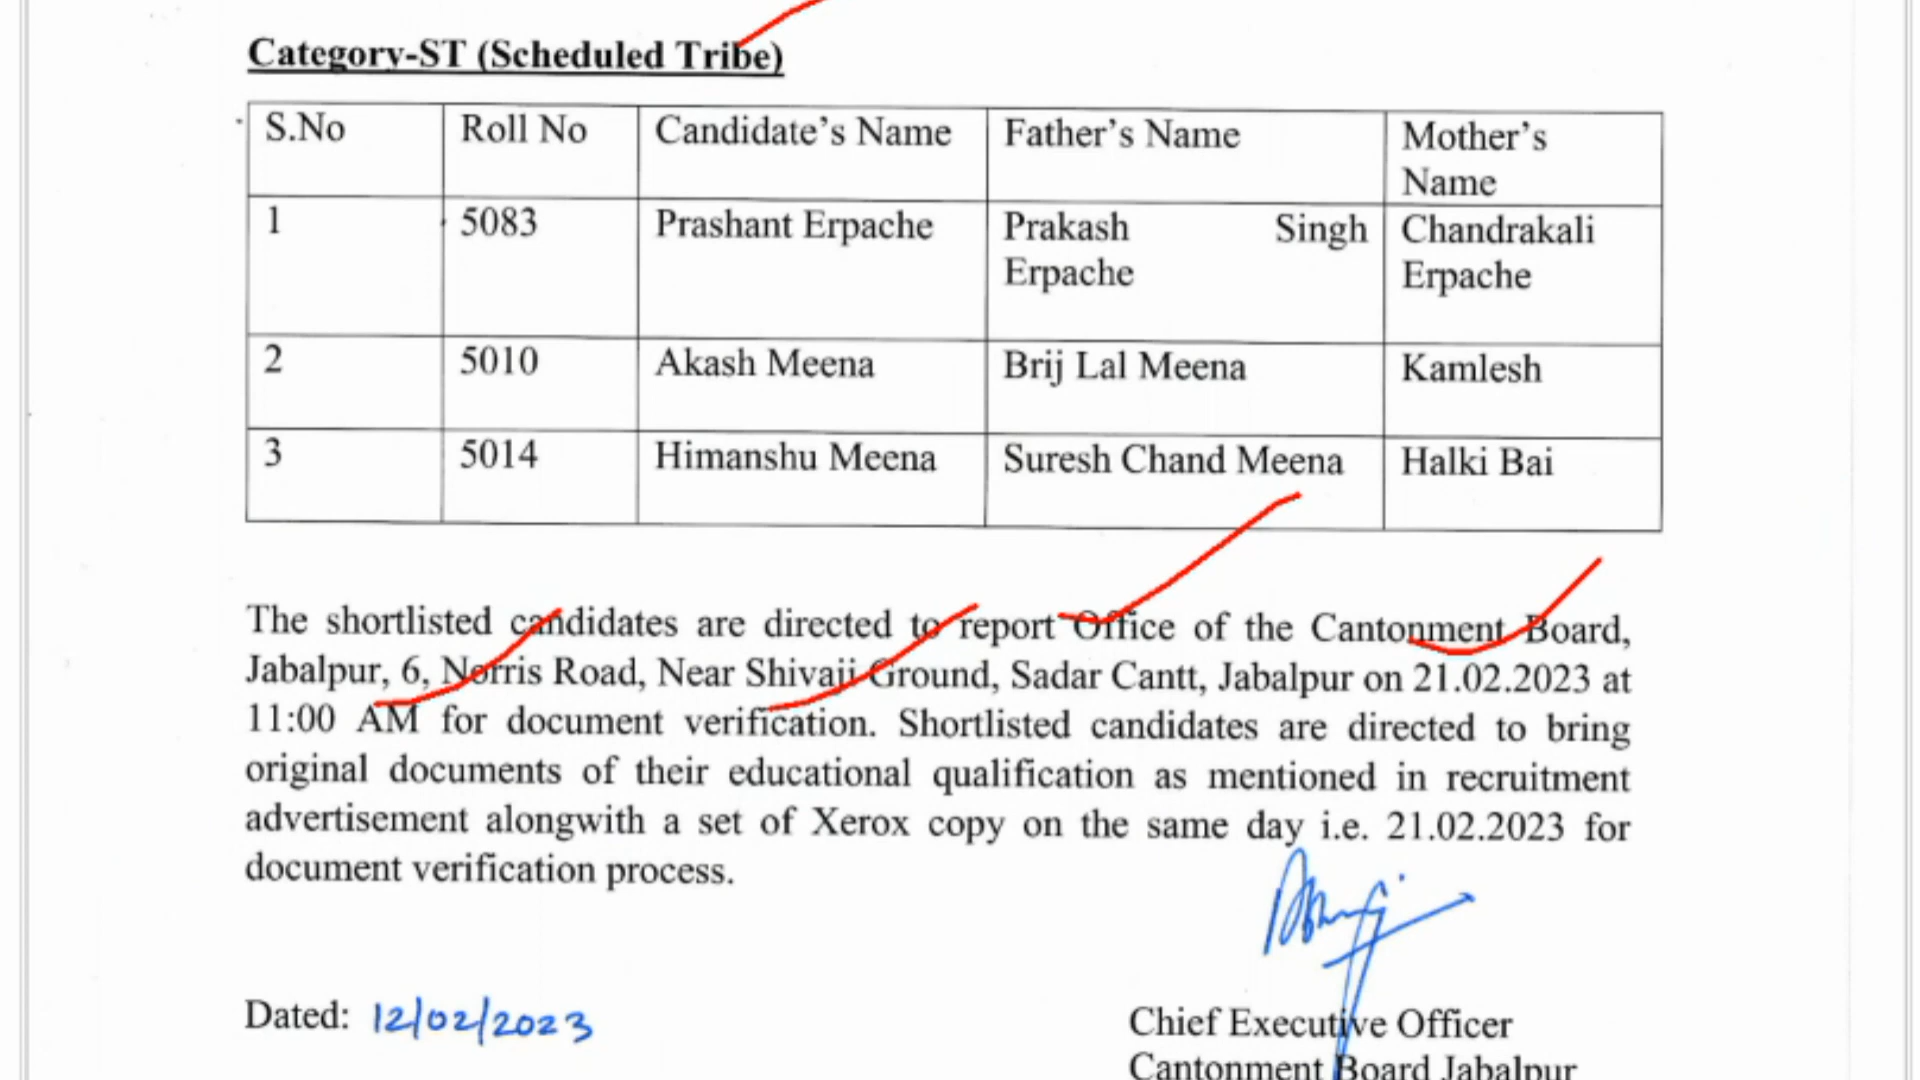 Category-ST (Scheduled Tribe)
S.No Roll No Candidate's Name Father's Name Mother's Name
1 5083 Prashant Erpache Prakash Singh Erpache Chandrakali Erpache
2 5010 Akash Meena Brij Lal Meena Kamlesh
3 5014 Himanshu Meena Suresh Chand Meena Halki Bai
The shortlisted candidates are directed to report Office of the Cantonment Board,
Jabalpur, 6, Norris Road, Near Shivaji Ground, Sadar Cantt, Jabalpur on 21.02.2023 at
11:00 AM for document verification. Shortlisted candidates are directed to bring
original documents of their educational qualification as mentioned in recruitment
advertisement alongwith a set of Xerox copy on the same day i.e. 21.02.2023 for
document verification process.
Dated: 12/02/2023
Chief Executive Officer
Cantonment Board Jabalpur